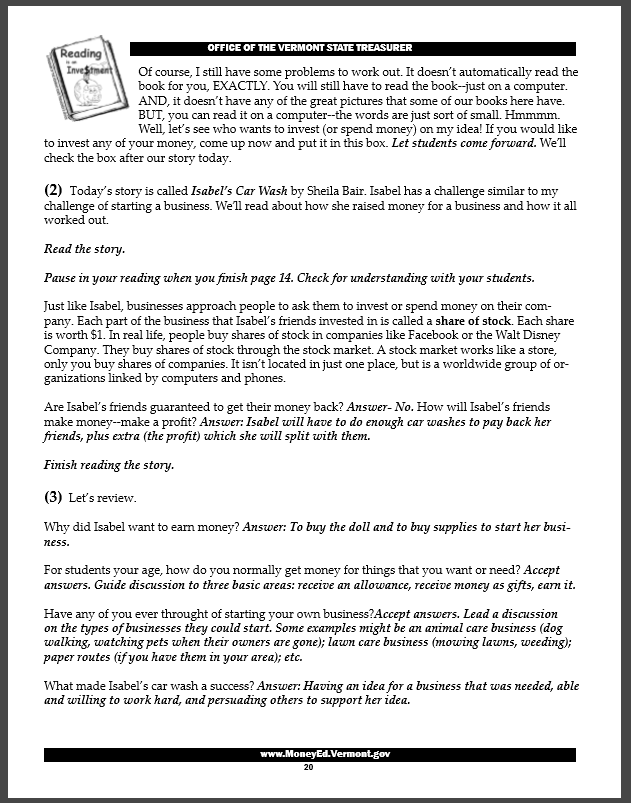 Reading
is an
Inve$tment
OFFICE OF THE VERMONT STATE TREASURER
Of course, I still have some problems to work out. It doesn't automatically read the
book for you, EXACTLY. You will still have to read the book--just on a computer.
AND, it doesn't have any of the great pictures that some of our books here have.
BUT, you can read it on a computer--the words are just sort of small. Hmmmm.
Well, let's see who wants to invest (or spend money) on my idea! If you would like
to invest any of your money, come up now and put it in this box. Let students come forward. We'll
check the box after our story today.
(2) Today's story is called Isabel's Car Wash by Sheila Bair. Isabel has a challenge similar to my
challenge of starting a business. We'll read about how she raised money for a business and how it all
worked out.
Read the story.
Pause in your reading when you finish page 14. Check for understanding with your students.
Just like Isabel, businesses approach people to ask them to invest or spend money on their com-
pany. Each part of the business that Isabel's friends invested in is called a share of stock. Each share
is worth $1. In real life, people buy shares of stock in companies like Facebook or the Walt Disney
Company. They buy shares of stock through the stock market. A stock market works like a store,
only you buy shares of companies. It isn't located in just one place, but is a worldwide group of or-
ganizations linked by computers and phones.
Are Isabel's friends guaranteed to get their money back? Answer- No. How will Isabel's friends
make money--make a profit? Answer: Isabel will have to do enough car washes to pay back her
friends, plus extra (the profit) which she will split with them.
Finish reading the story.
(3) Let's review.
Why did Isabel want to earn money? Answer: To buy the doll and to buy supplies to start her busi-
ness.
For students your age, how do you normally get money for things that you want or need? Accept
answers. Guide discussion to three basic areas: receive an allowance, receive money as gifts, earn it.
Have any of you ever throught of starting your own business?Accept answers. Lead a discussion
on the types of businesses they could start. Some examples might be an animal care business (dog
walking, watching pets when their owners are gone); lawn care business (mowing lawns, weeding);
paper routes (if you have them in your area); etc.
What made Isabel's car wash a success? Answer: Having an idea for a business that was needed, able
and willing to work hard, and persuading others to support her idea.
www.MoneyEd.Vermont.gov
20